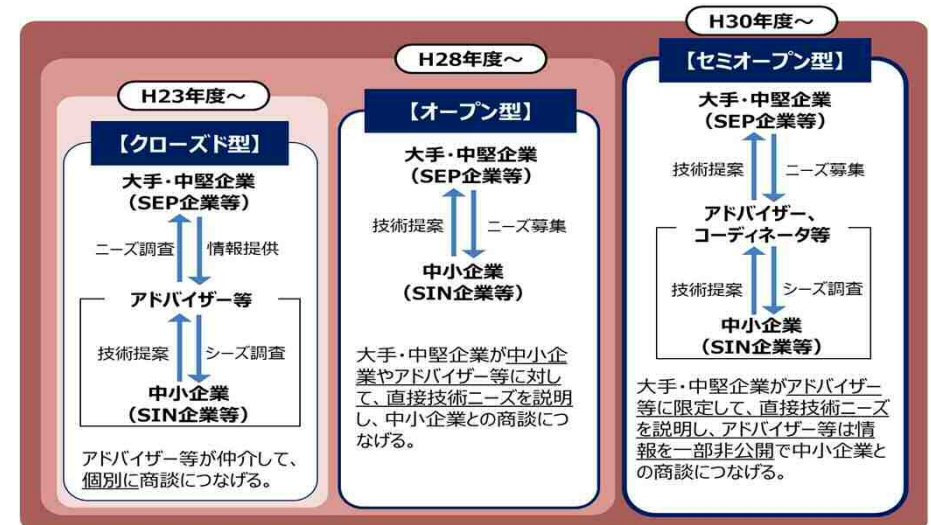 H23年度～
【クローズド型】
大手・中堅企業
（SEP企業等）
ニーズ調査
情報提供
アドバイザー等
技術提案
シーズ調査
中小企業
（SIN企業等）
アドバイザー等が仲介して、
個別に商談につなげる。
H28年度～
【オープン型】
大手・中堅企業
（SEP企業等）
技術提案
ニーズ募集
中小企業
（SIN企業等）
大手・中堅企業が中小企
業やアドバイザー等に対し
て、直接技術ニーズを説明
し、中小企業との商談につ
なげる。
H30年度～
【セミオープン型】
大手・中堅企業
（SEP企業等）
技術提案
ニーズ募集
アドバイザー、
コーディネータ等
技術提案
シーズ調査
中小企業
（SIN企業等）
大手・中堅企業がアドバイザー
等に限定して、直接技術ニーズ
を説明し、アドバイザー等は情
報を一部非公開で中小企業と
の商談につなげる。